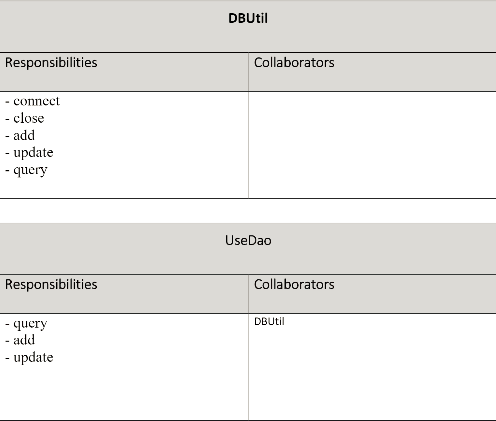 DBUtil
Responsibilities
Collaborators
- connect
- close
- add
- update
- query
UseDao
Responsibilities
Collaborators
- query
- add
- update
DBUtil